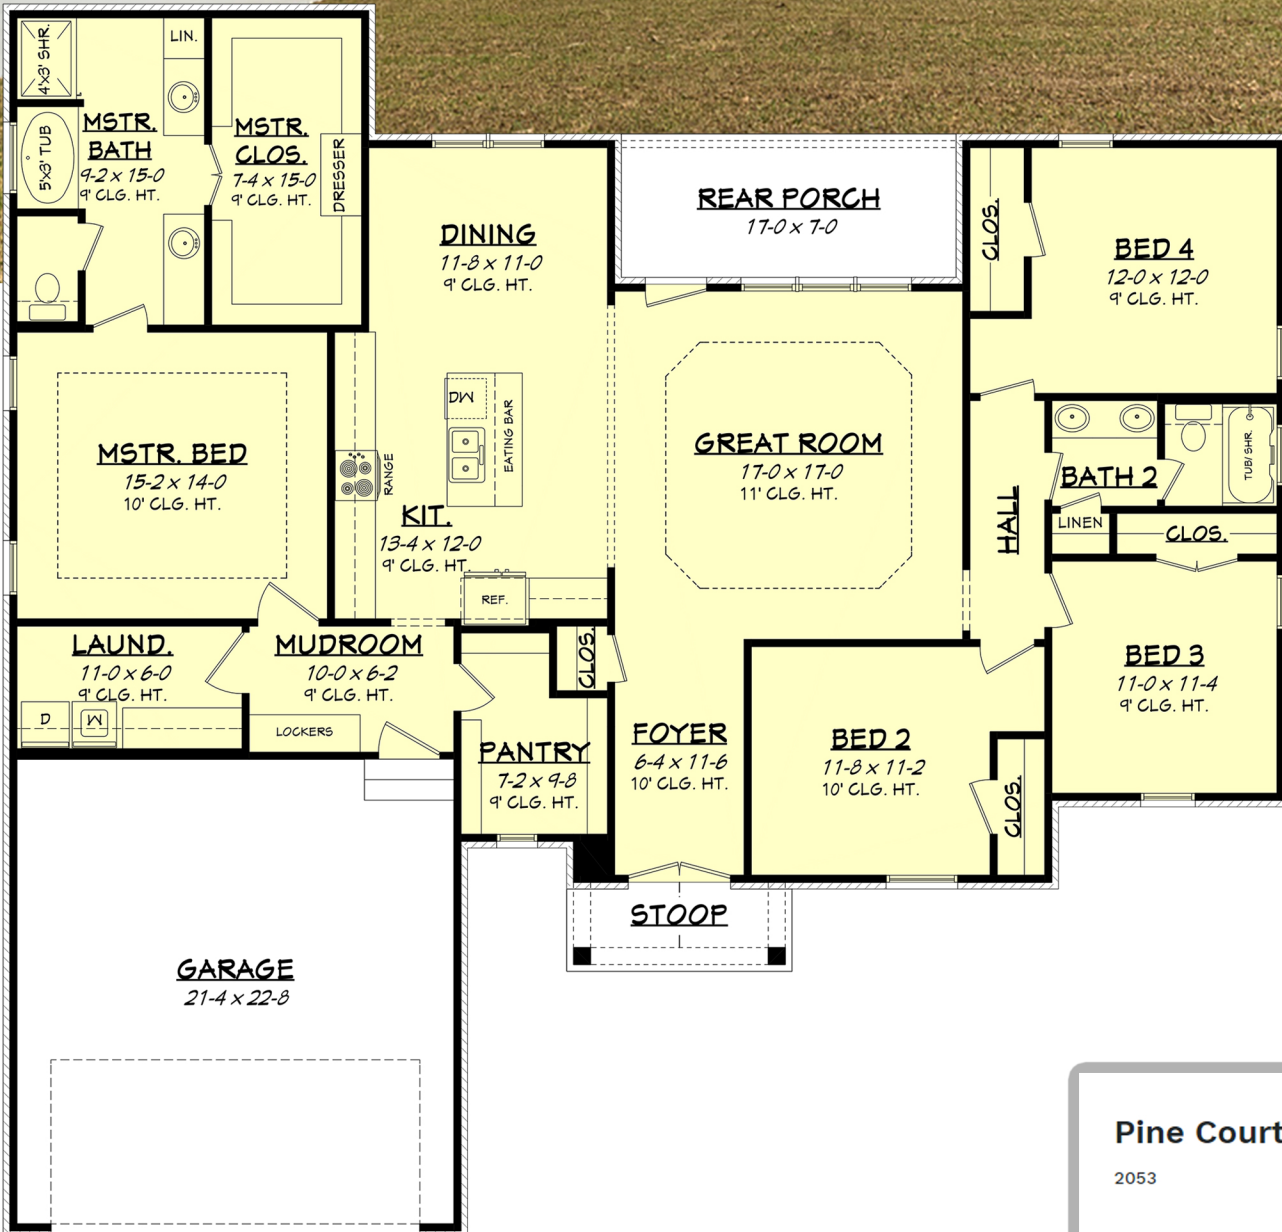 4'x3' SHR.
LIN.
MSTR.
BATH
9-2 x 15-0
9' CLG. HT.
5'x3' TUB
MSTR.
CLOS.
7-4 x 15-0
9' CLG. HT.
DRESSER
DINING
11-8 x 11-0
9' CLG. HT.
REAR PORCH
17-0 x 7-0
CLOS.
BED 4
12-0 x 12-0
9' CLG. HT.
MSTR. BED
15-2 x 14-0
10' CLG. HT.
RANGE
DW
EATING BAR
KIT.
13-4 x 12-0
9' CLG. HT.
REF.
GREAT ROOM
17-0 x 17-0
11' CLG. HT.
HALL
BATH 2
TUB/ SHR.
LINEN
CLOS.
LAUND.
11-0 x 6-0
9' CLG. HT.
D
W
MUDROOM
10-0 x 6-2
9' CLG. HT.
LOCKERS
CLOS.
PANTRY
7-2 x 9-8
9' CLG. HT.
FOYER
6-4 x 11-6
10' CLG. HT.
BED 2
11-8 x 11-2
10' CLG. HT.
CLOS.
BED 3
11-0 x 11-4
9' CLG. HT.
STOOP
GARAGE
21-4 x 22-8
Pine Court
2053